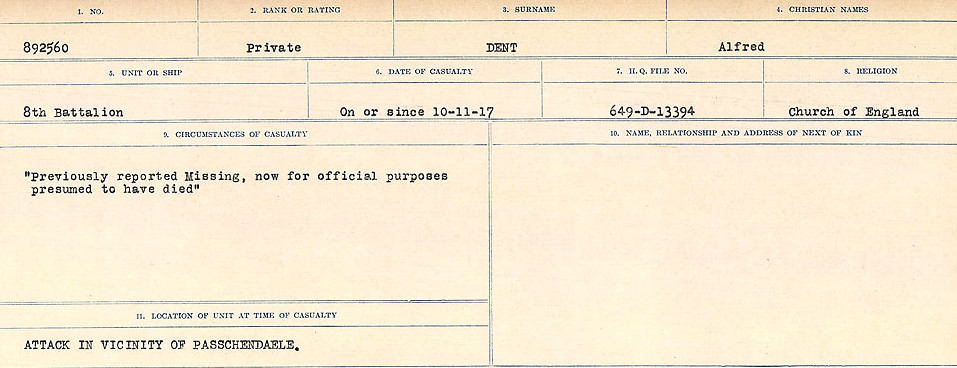 1. NO.
2. RANK OR RATING
3. SURNAME
4. CHRISTIAN NAMES
892560
Private
DENT
Alfred
5. UNIT OR SHIP
6. DATE OF CASUALTY
7. H. Q. FILE NO.
8. RELIGION
8th Battalion
On or since 10-11-17
649-D-13394
Church of England
9. CIRCUMSTANCES OF CASUALTY
10. NAME, RELATIONSHIP AND ADDRESS OF NEXT OF KIN
"Previously reported Missing, now for official purposes
presumed to have died"
11. LOCATION OF UNIT AT TIME OF CASUALTY
ATTACK IN VICINITY OF PASSCHENDAELE.